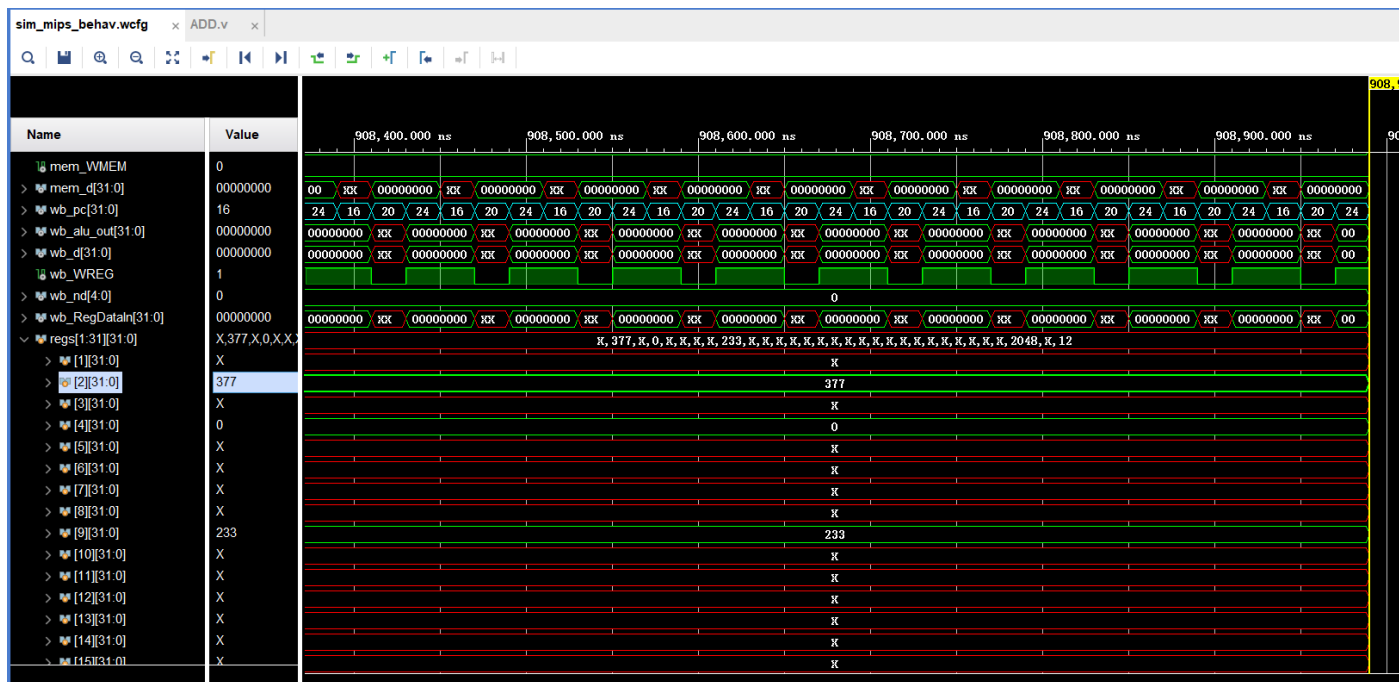 sim_mips_behav.wcfg × ADD.v ×
908,
Name Value 908,400.000 ns 908,500.000 ns 908,600.000 ns 908,700.000 ns 908,800.000 ns 908,900.000 ns 90
mem_WMEM 0
mem_d[31:0] 00000000 00 XX 00000000 XX 00000000 XX 00000000 XX 00000000 XX 00000000 XX 00000000 XX 00000000 XX 00000000 XX 00000000 XX 00000000
wb_pc[31:0] 16 24 16 20 24 16 20 24 16 20 24 16 20 24 16 20 24 16 20 24 16 20 24 16 20 24 16 20 24 16 20 24
wb_alu_out[31:0] 00000000 00000000 XX 00000000 XX 00000000 XX 00000000 XX 00000000 XX 00000000 XX 00000000 XX 00000000 XX 00000000 XX 00000000 XX 00
wb_d[31:0] 00000000 00000000 XX 00000000 XX 00000000 XX 00000000 XX 00000000 XX 00000000 XX 00000000 XX 00000000 XX 00000000 XX 00000000 XX 00
wb_WREG 1
wb_nd[4:0] 0 0
wb_RegDataIn[31:0] 00000000 00000000 XX 00000000 XX 00000000 XX 00000000 XX 00000000 XX 00000000 XX 00000000 XX 00000000 XX 00000000 XX 00000000 XX 00
regs[1:31][31:0] X,377,X,0,X,X,X X, 377, X, 0, X, X, X, X, 233, X, X, X, X, X, X, X, X, X, X, X, X, X, X, X, X, X, X, X, 2048, X, 12
[1][31:0] X X
[2][31:0] 377 377
[3][31:0] X X
[4][31:0] 0 0
[5][31:0] X X
[6][31:0] X X
[7][31:0] X X
[8][31:0] X X
[9][31:0] 233 233
[10][31:0] X X
[11][31:0] X X
[12][31:0] X X
[13][31:0] X X
[14][31:0] X X
[15][31:0] X X